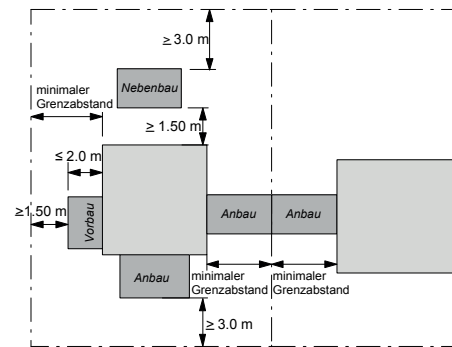 ≥ 3.0 m
Nebenbau
minimaler
Grenzabstand
≥ 1.50 m
≤ 2.0 m
≥1.50 m
Vorbau
Anbau
Anbau
Anbau
minimaler
Grenzabstand
minimaler
Grenzabstand
≥ 3.0 m